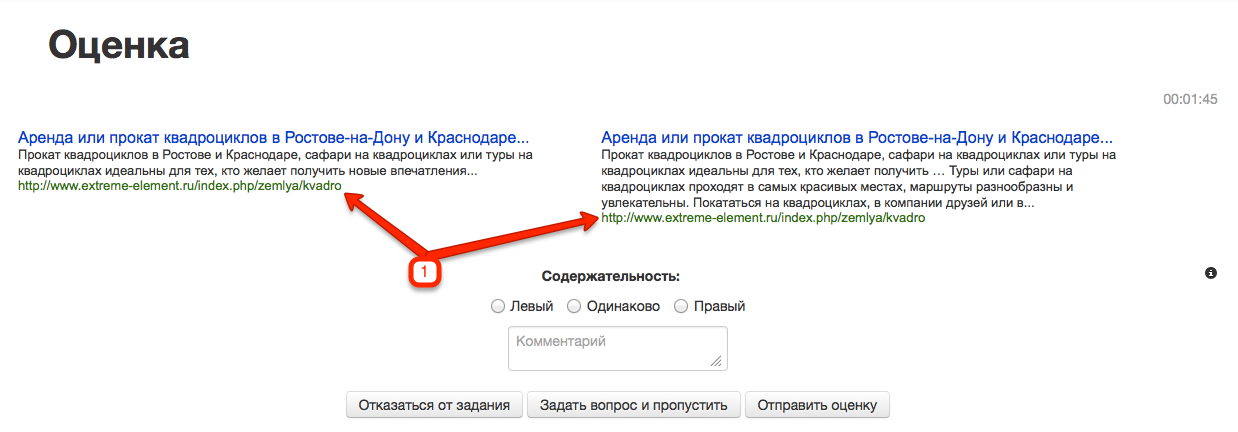 Оценка
00:01:45
Аренда или прокат квадроциклов в Ростове-на-Дону и Краснодаре...
Прокат квадроциклов в Ростове и Краснодаре, сафари на квадроциклах или туры на
квадроциклах идеальны для тех, кто желает получить новые впечатления...
http://www.extreme-element.ru/index.php/zemlya/kvadro
Аренда или прокат квадроциклов в Ростове-на-Дону и Краснодаре...
Прокат квадроциклов в Ростове и Краснодаре, сафари на квадроциклах или туры на
квадроциклах идеальны для тех, кто желает получить … Туры или сафари на
квадроциклах проходят в самых красивых местах, маршруты разнообразны и
увлекательны. Покататься на квадроциклах, в компании друзей или в...
http://www.extreme-element.ru/index.php/zemlya/kvadro
1
Содержательность:
Левый Одинаково Правый
Комментарий
Отказаться от задания Задать вопрос и пропустить Отправить оценку